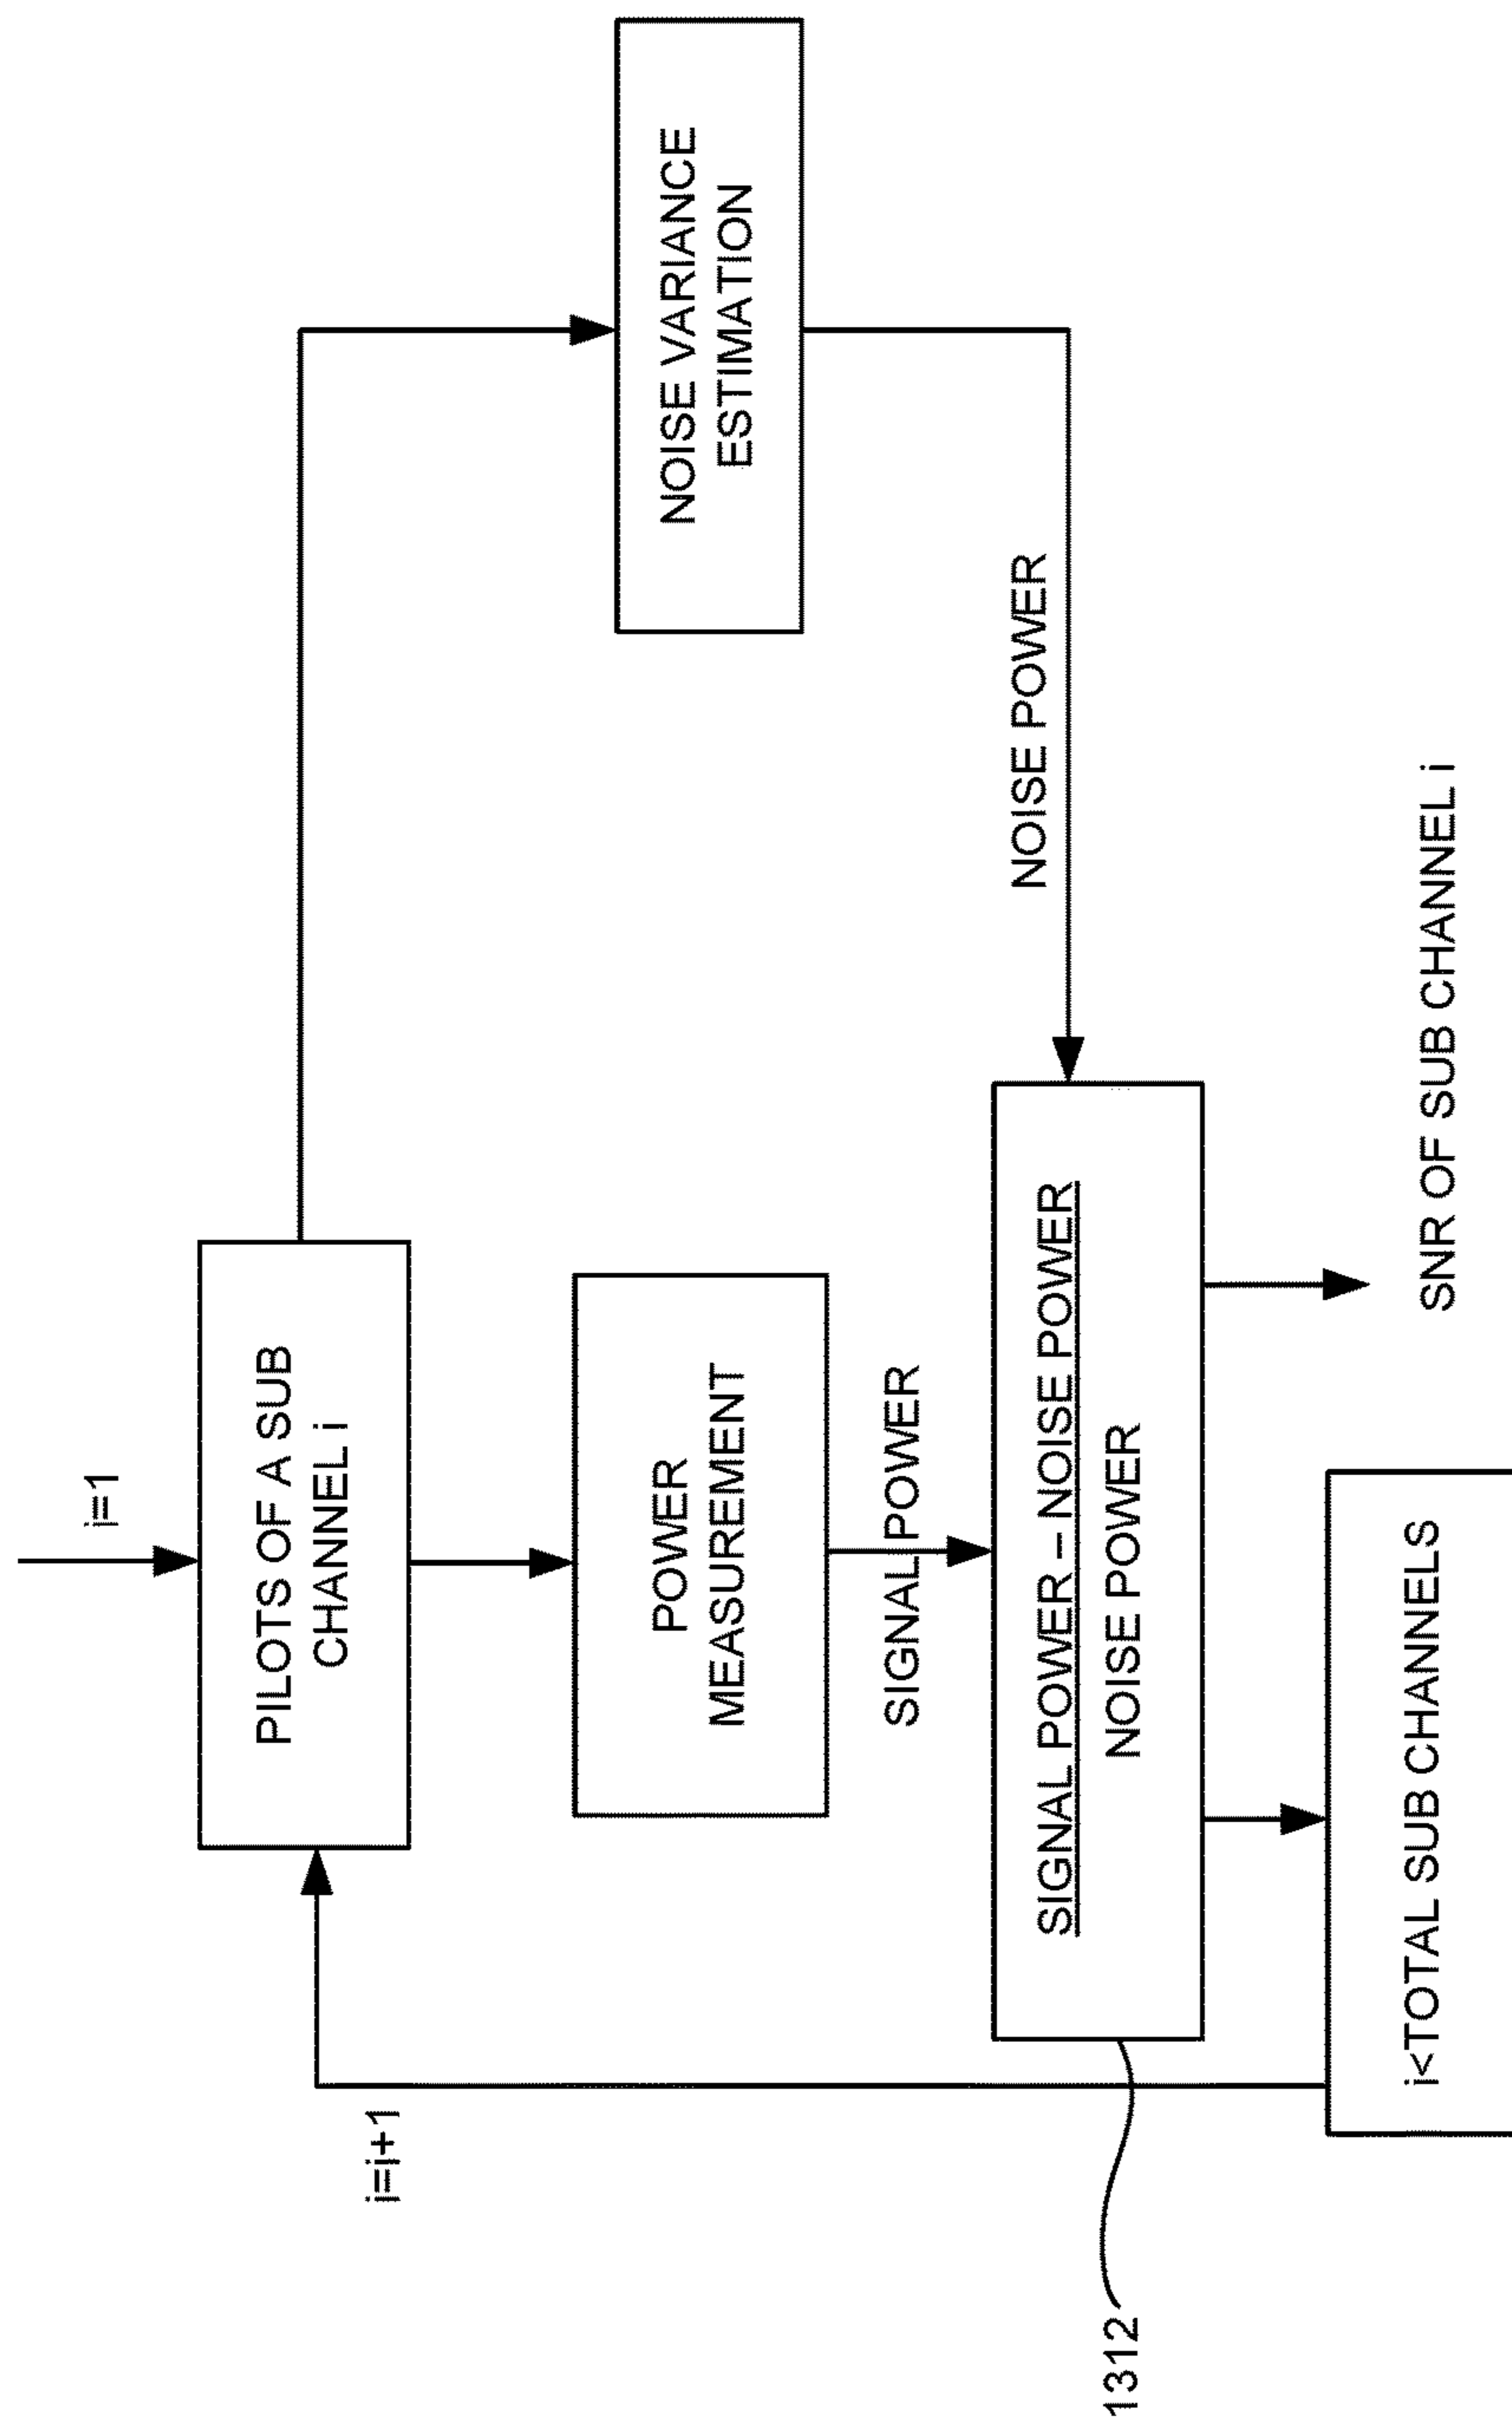 i=1
PILOTS OF A SUB
CHANNEL i
NOISE VARIANCE
ESTIMATION
i=i+1
POWER
MEASUREMENT
SIGNAL POWER
NOISE POWER
SIGNAL POWER – NOISE POWER
NOISE POWER
1312
SNR OF SUB CHANNEL i
i<TOTAL SUB CHANNELS